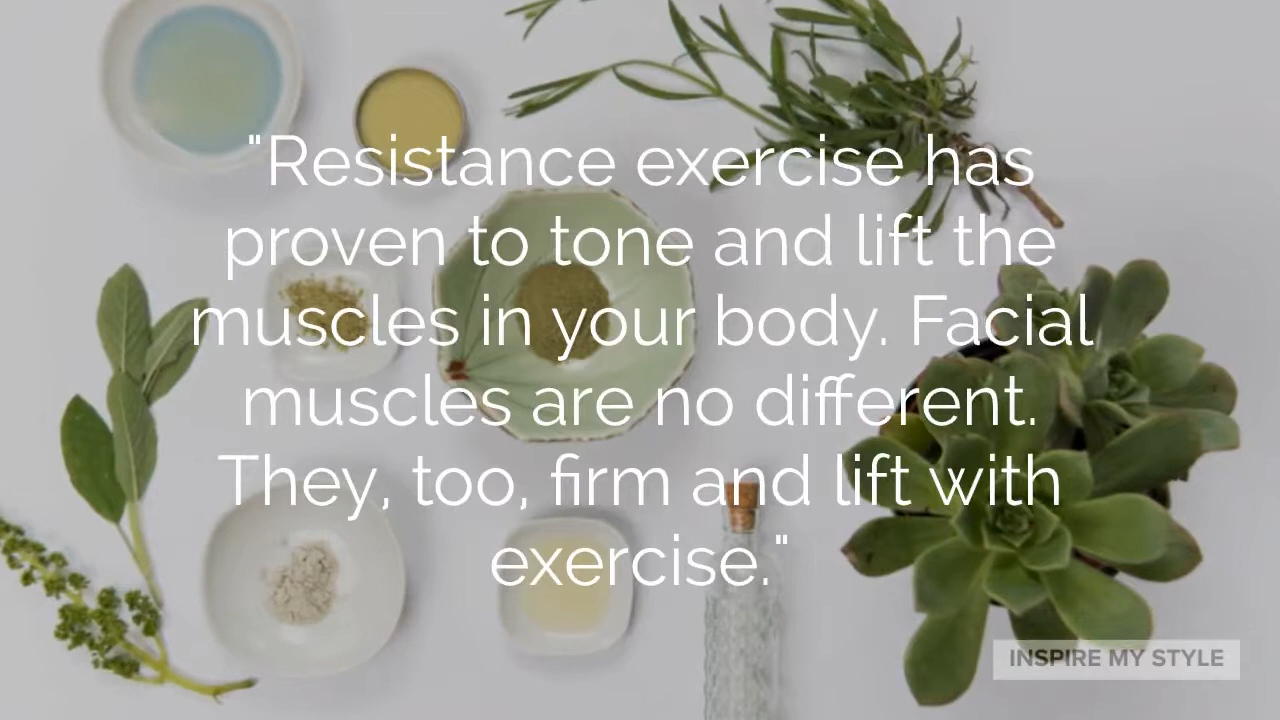 "Resistance exercise has
proven to tone and lift the
muscles in your body. Facial
muscles are no different.
They, too, firm and lift with
exercise."
INSPIRE MY STYLE